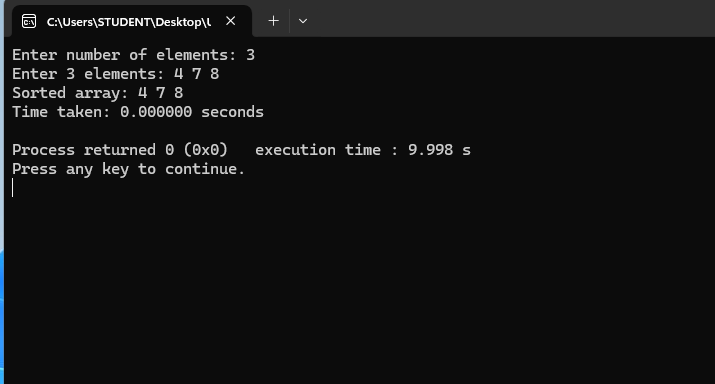 C:\Users\STUDENT\Desktop\
Enter number of elements: 3
Enter 3 elements: 4 7 8
Sorted array: 4 7 8
Time taken: 0.000000 seconds
Process returned 0 (0x0)   execution time : 9.998 s
Press any key to continue.